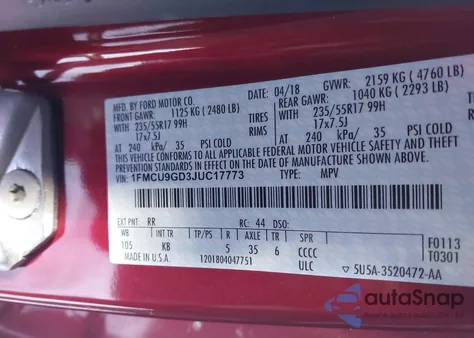 MFD. BY FORD MOTOR CO. 04/18 GVWR: 2159 KG (4760 LB)
FRONT GAWR: 1125 KG (2480 LB) REAR GAWR: 1040 KG (2293 LB)
WITH 235/55R17 99H TIRES WITH 235/55R17 99H TIRES
17x7.5J RIMS 17x7.5J RIMS
AT 240 kPa/ 35 PSI COLD AT 240 kPa/ 35 PSI COLD
THIS VEHICLE CONFORMS TO ALL APPLICABLE FEDERAL MOTOR VEHICLE SAFETY AND THEFT PREVENTION STANDARDS IN EFFECT ON THE DATE OF MANUFACTURE SHOWN ABOVE.
VIN: 1FMCU9GD3JUC17773 TYPE: MPV
EXT PNT: RR RC: 44 DSO:
WB INT TR TP/PS R AXLE TR SPR
105 KB 5 35 6 CCCC F0113
MADE IN U.S.A. 1201804047751 ULC T0301
5U5A-3520472-AA
autoSnap